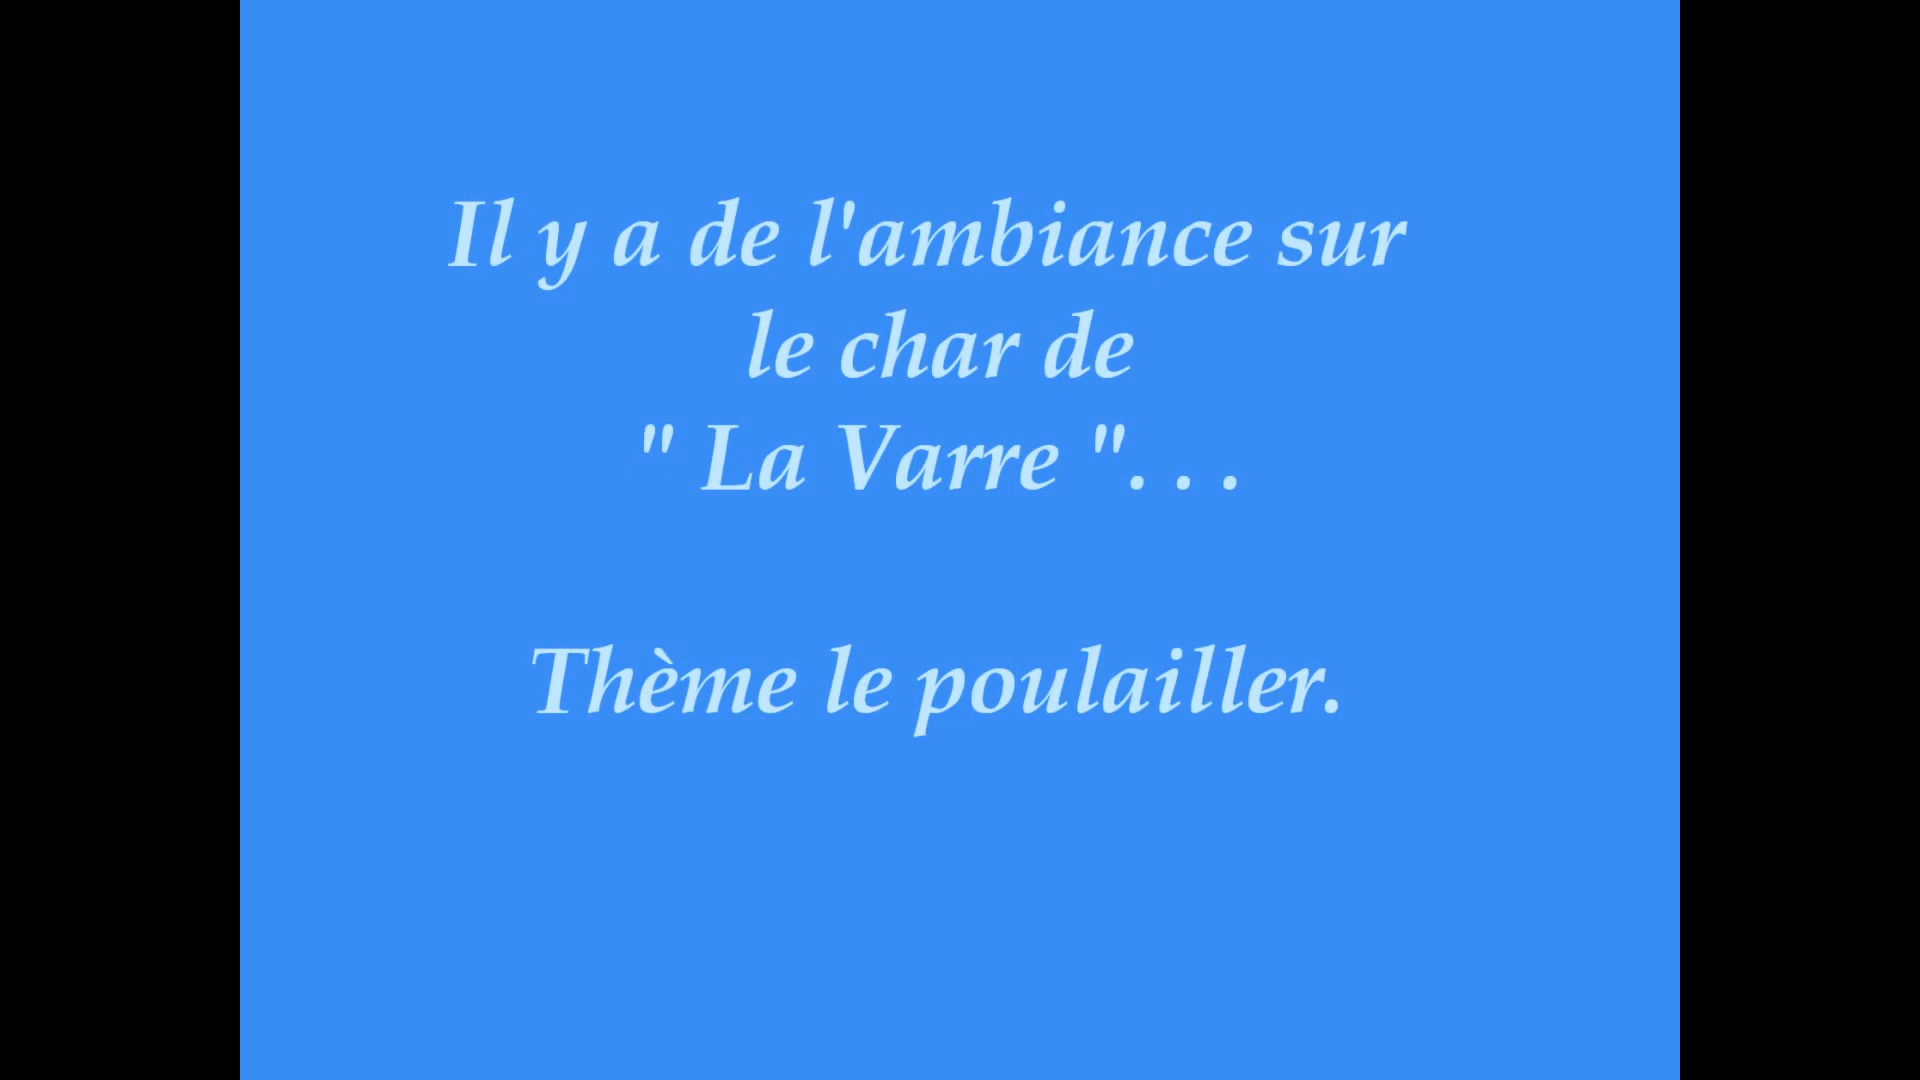 Il y a de l'ambiance sur
le char de
" La Varre ". . .
Thème le poulailler.